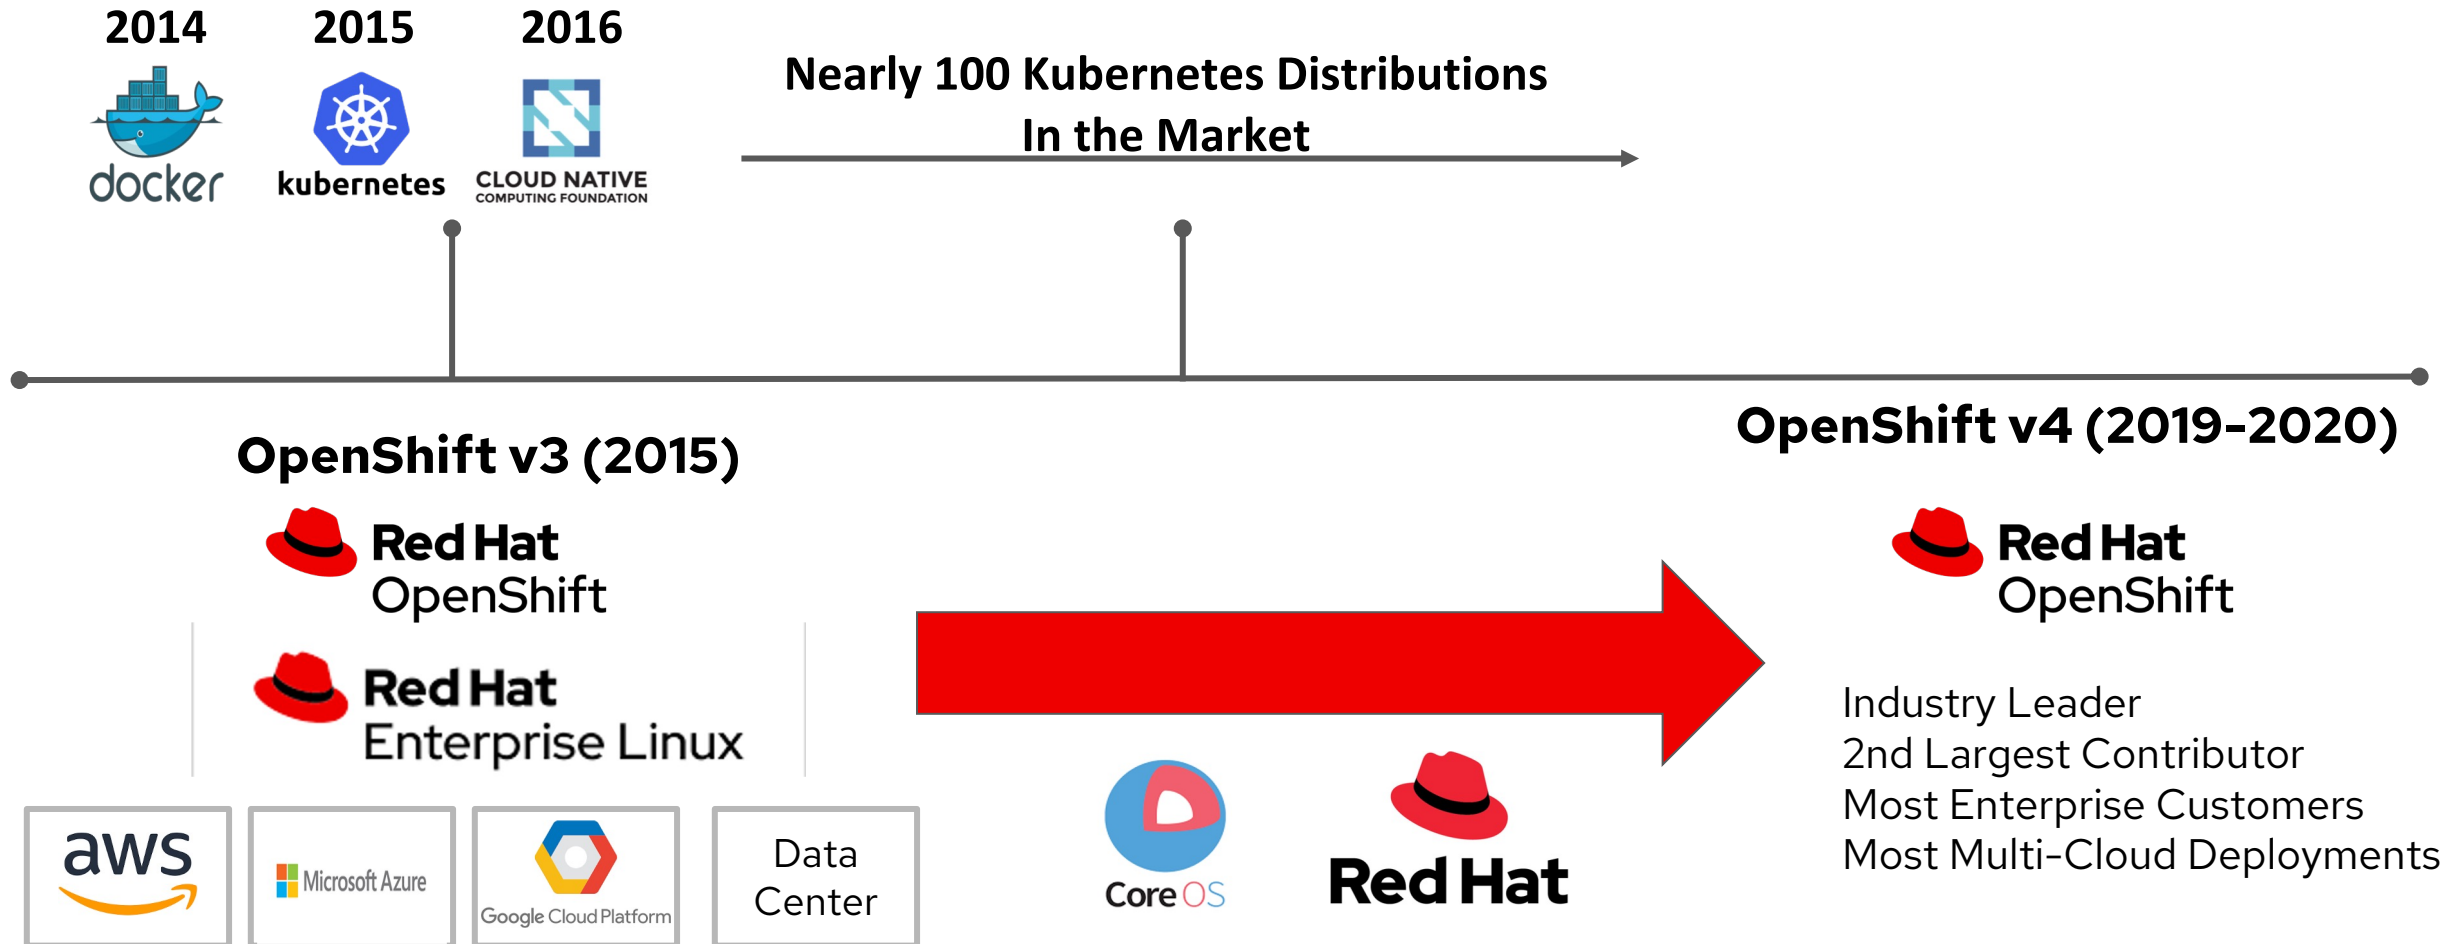 2014
2015
2016
docker
kubernetes
CLOUD NATIVE
COMPUTING FOUNDATION
Nearly 100 Kubernetes Distributions
In the Market
OpenShift v3 (2015)
Red Hat
OpenShift
Red Hat
Enterprise Linux
aws
Microsoft Azure
Google Cloud Platform
Data
Center
Core OS
Red Hat
OpenShift v4 (2019-2020)
Red Hat
OpenShift
Industry Leader
2nd Largest Contributor
Most Enterprise Customers
Most Multi-Cloud Deployments